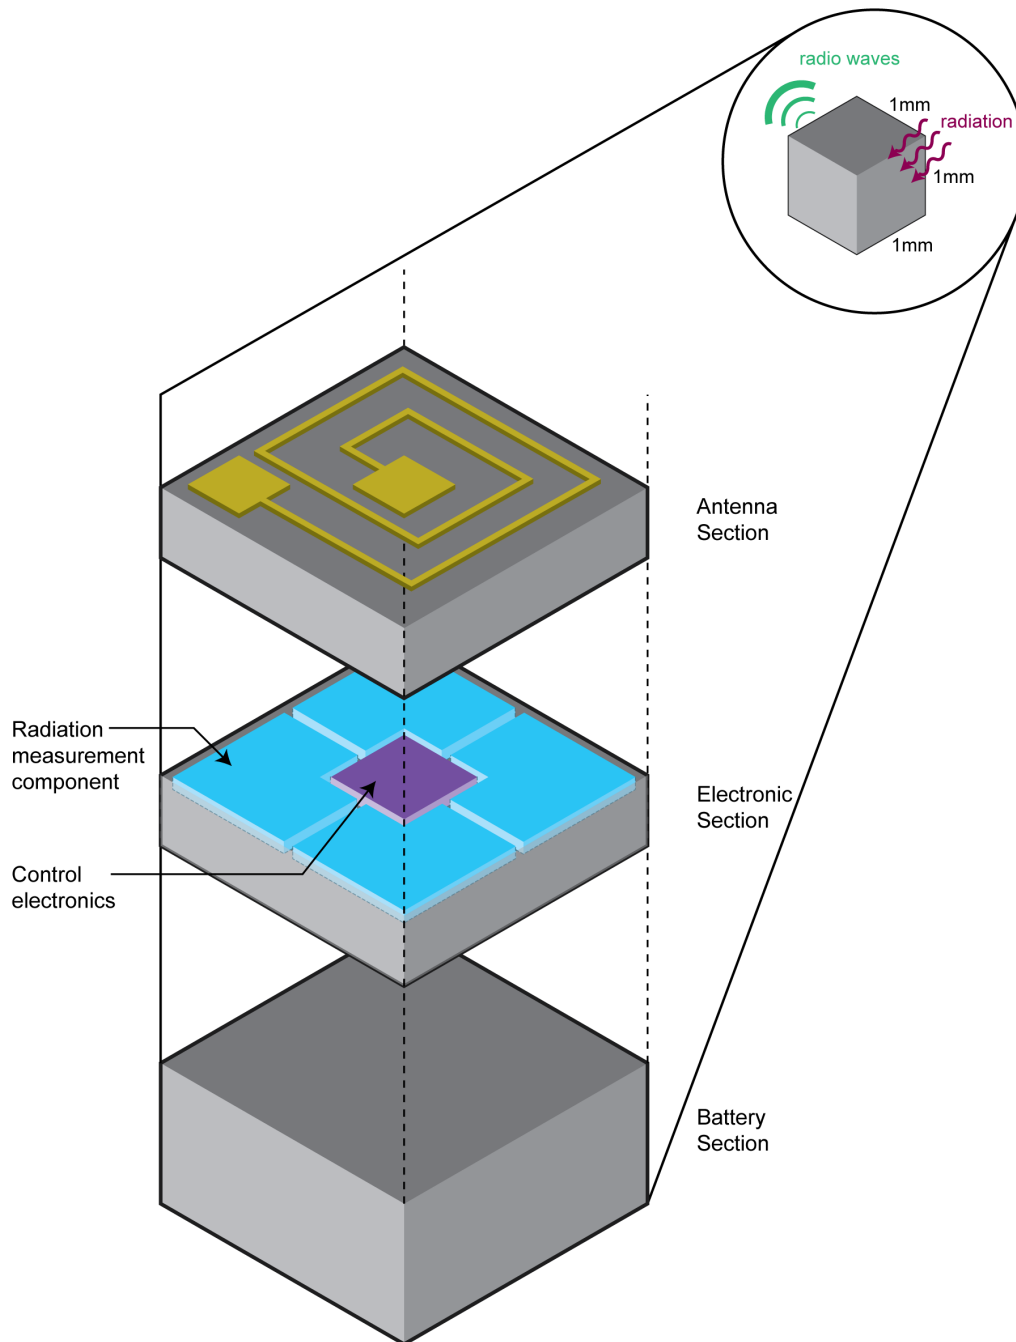 radio waves
1mm
radiation
1mm
1mm
Antenna
Section
Radiation
measurement
component
Electronic
Section
Control
electronics
Battery
Section